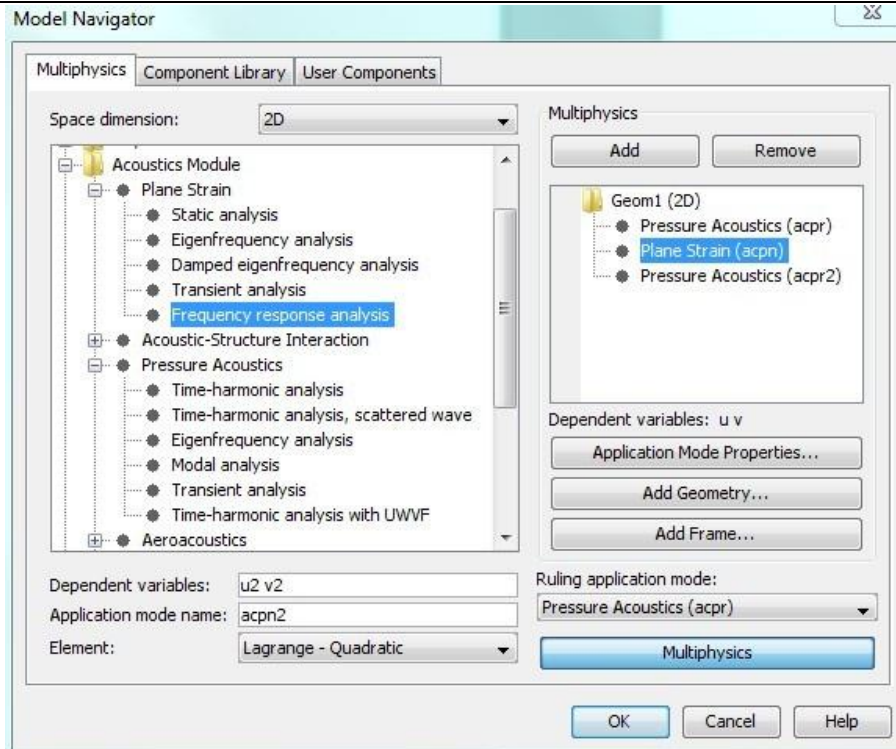 Model Navigator
Multiphysics Component Library User Components
Space dimension: 2D
Acoustics Module
Plane Strain
Static analysis
Eigenfrequency analysis
Damped eigenfrequency analysis
Transient analysis
Frequency response analysis
Acoustic-Structure Interaction
Pressure Acoustics
Time-harmonic analysis
Time-harmonic analysis, scattered wave
Eigenfrequency analysis
Modal analysis
Transient analysis
Time-harmonic analysis with UWVF
Aeroacoustics
Dependent variables: u2 v2
Application mode name: acpn2
Element: Lagrange - Quadratic
Multiphysics
Add Remove
Geom1 (2D)
Pressure Acoustics (acpr)
Plane Strain (acpn)
Pressure Acoustics (acpr2)
Dependent variables: u v
Application Mode Properties...
Add Geometry...
Add Frame...
Ruling application mode:
Pressure Acoustics (acpr)
Multiphysics
OK Cancel Help